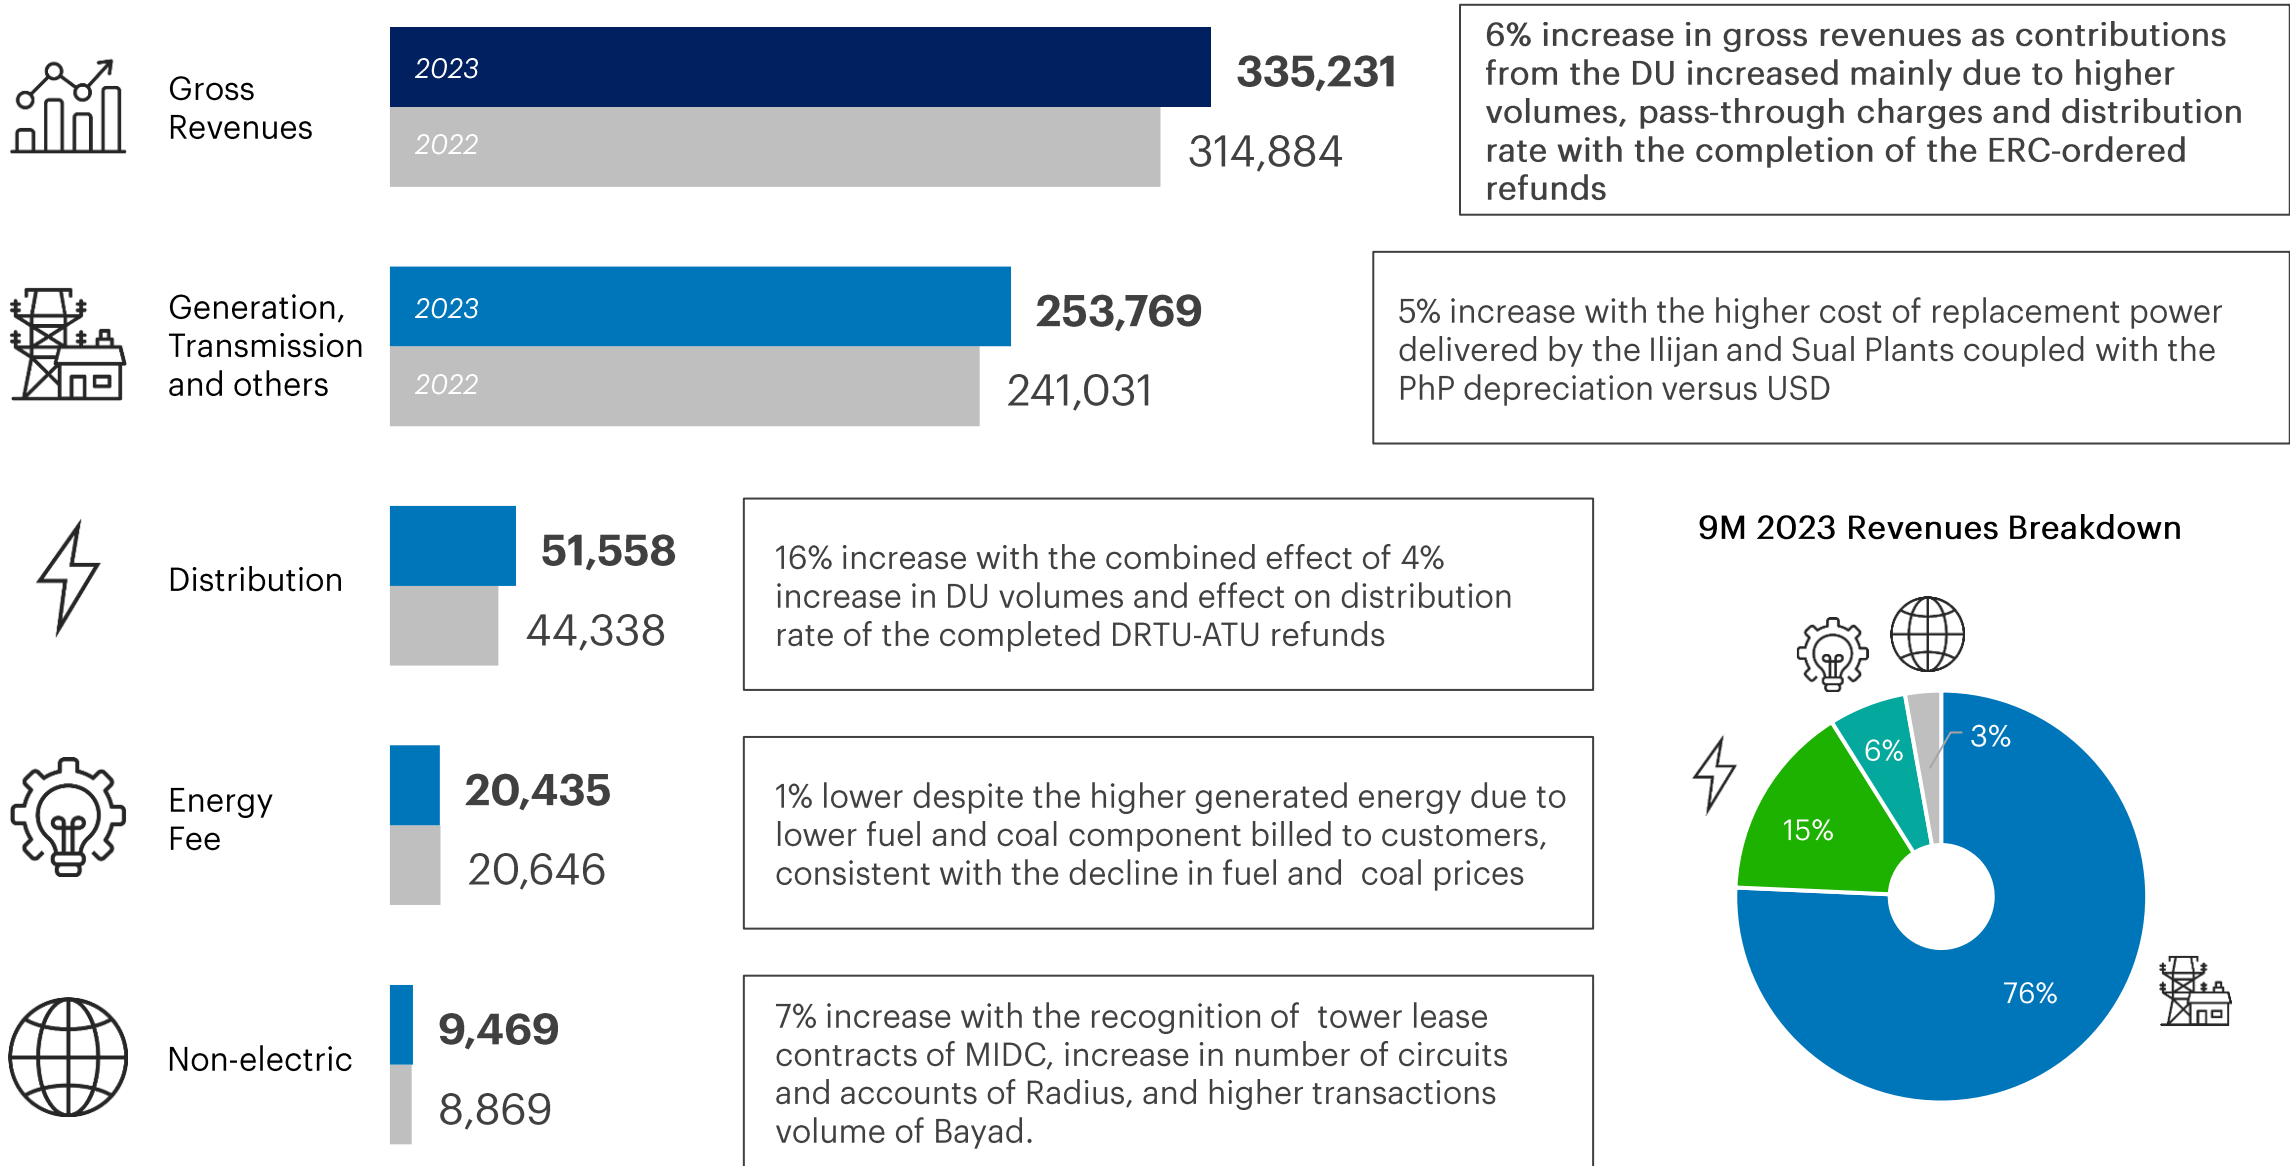 Gross
Revenues
2023
335,231
2022
314,884
6% increase in gross revenues as contributions
from the DU increased mainly due to higher
volumes, pass-through charges and distribution
rate with the completion of the ERC-ordered
refunds
Generation,
Transmission
and others
2023
253,769
2022
241,031
5% increase with the higher cost of replacement power
delivered by the Ilijan and Sual Plants coupled with the
PhP depreciation versus USD
Distribution
51,558
44,338
16% increase with the combined effect of 4%
increase in DU volumes and effect on distribution
rate of the completed DRTU-ATU refunds
Energy
Fee
20,435
20,646
1% lower despite the higher generated energy due to
lower fuel and coal component billed to customers,
consistent with the decline in fuel and  coal prices
Non-electric
9,469
8,869
7% increase with the recognition of  tower lease
contracts of MIDC, increase in number of circuits
and accounts of Radius, and higher transactions
volume of Bayad.
9M 2023 Revenues Breakdown
3%
6%
15%
76%